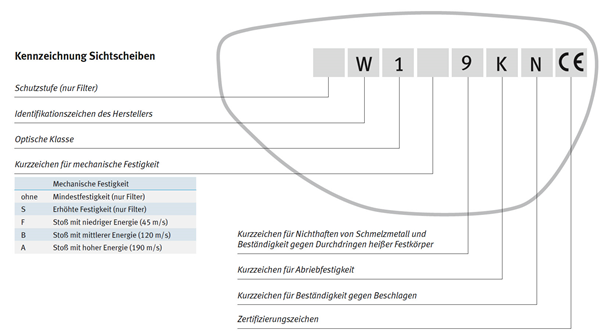 Kennzeichnung Sichtscheiben
W 1 9 K N CE
Schutzstufe (nur Filter)
Identifikationszeichen des Herstellers
Optische Klasse
Kurzzeichen für mechanische Festigkeit
Mechanische Festigkeit
ohne Mindestfestigkeit (nur Filter)
S Erhöhte Festigkeit (nur Filter)
F Stoß mit niedriger Energie (45 m/s)
B Stoß mit mittlerer Energie (120 m/s)
A Stoß mit hoher Energie (190 m/s)
Kurzzeichen für Nichthaften von Schmelzmetall und
Beständigkeit gegen Durchdringen heißer Festkörper
Kurzzeichen für Abriebfestigkeit
Kurzzeichen für Beständigkeit gegen Beschlagen
Zertifizierungszeichen